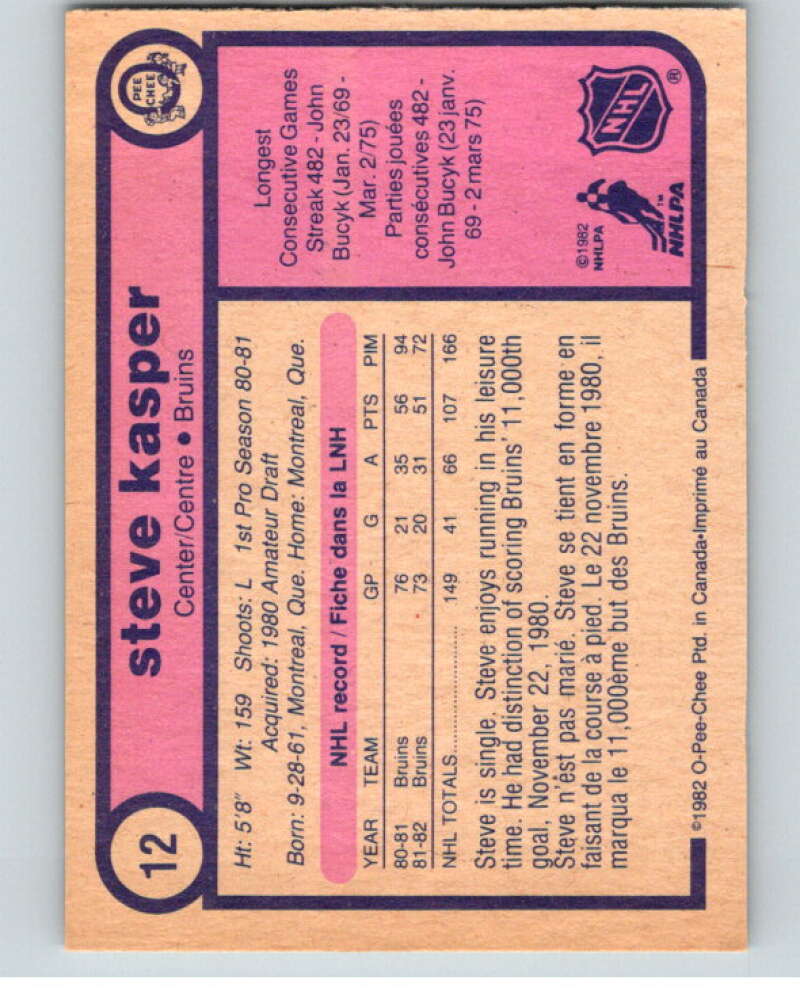 12
steve kasper
Center/Centre • Bruins
O
PEE
CHEE
Ht: 5'8" Wt: 159 Shoots: L 1st Pro Season 80-81
Acquired: 1980 Amateur Draft
Born: 9-28-61, Montreal, Que. Home: Montreal, Que.
NHL record / Fiche dans la LNH
YEAR TEAM GP G A PTS PIM
80-81 Bruins 76 21 35 56 94
81-82 Bruins 73 20 31 51 72
NHL TOTALS.................... 149 41 66 107 166
Steve is single. Steve enjoys running in his leisure
time. He had distinction of scoring Bruins' 11,000th
goal, November 22, 1980.
Steve n'ést pas marié. Steve se tient en forme en
faisant de la course à pied. Le 22 novembre 1980, il
marqua le 11,000ème but des Bruins.
Longest
Consecutive Games
Streak 482 - John
Bucyk (Jan. 23/69 -
Mar. 2/75)
Parties jouées
consécutives 482 -
John Bucyk (23 janv.
69 - 2 mars 75)
©1982
NHLPA
NHLPA™
NHL®
©1982 O-Pee-Chee Ptd. in Canada•Imprimé au Canada